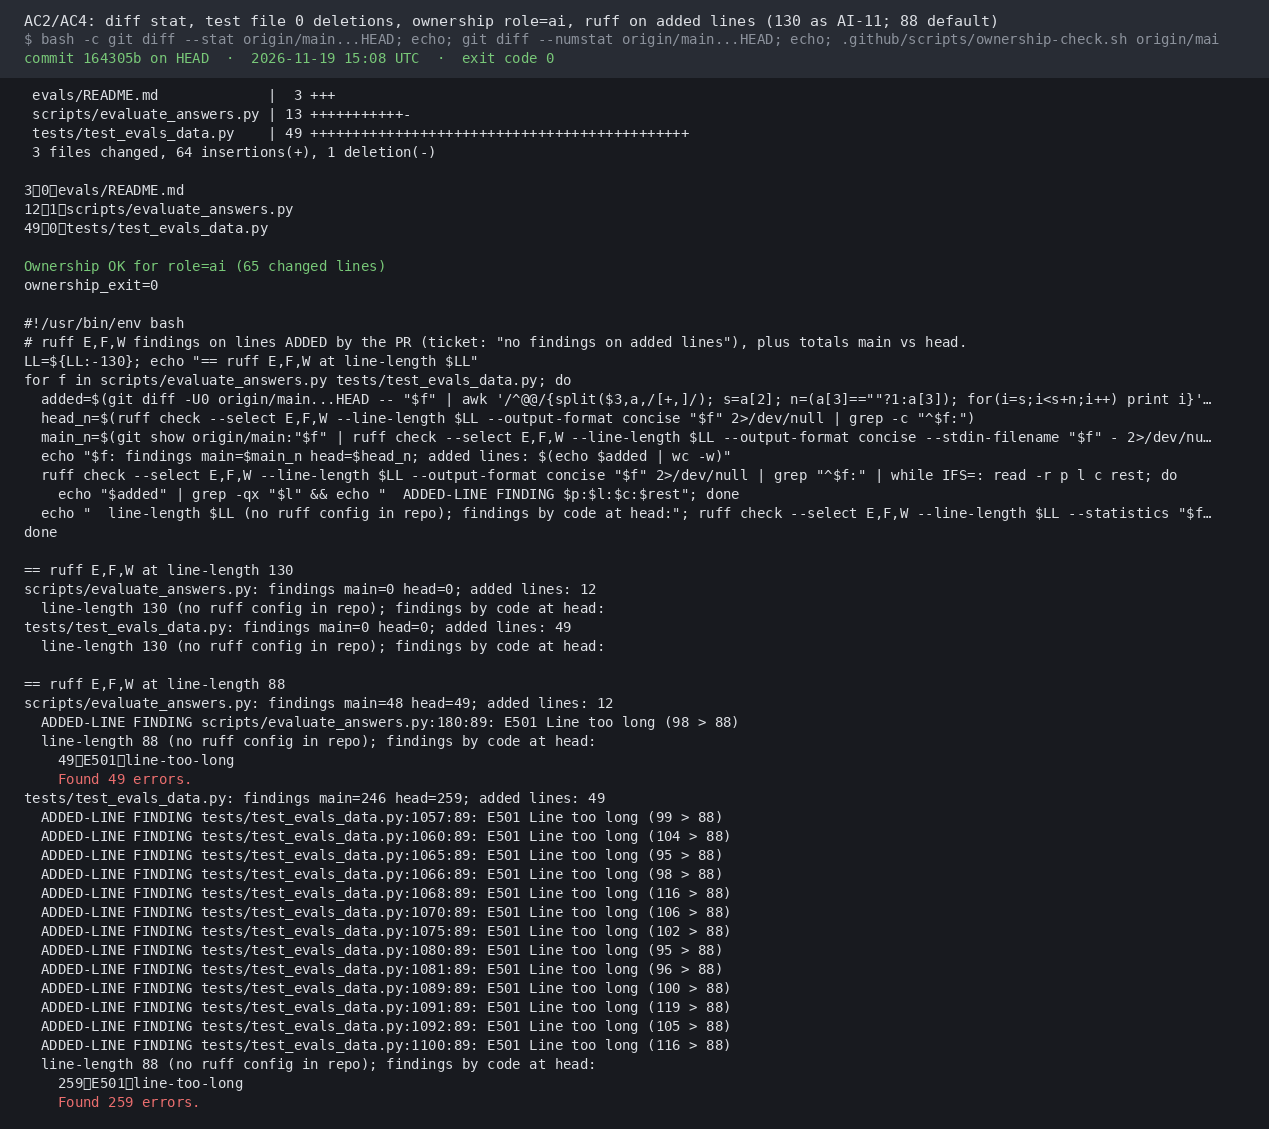 AC2/AC4: diff stat, test file 0 deletions, ownership role=ai, ruff on added lines (130 as AI-11; 88 default)
$ bash -c git diff --stat origin/main...HEAD; echo; git diff --numstat origin/main...HEAD; echo; .github/scripts/ownership-check.sh origin/mai
commit 164305b on HEAD  ·  2026-11-19 15:08 UTC  ·  exit code 0
evals/README.md             |  3 +++
scripts/evaluate_answers.py | 13 +++++++++++-
tests/test_evals_data.py    | 49 +++++++++++++++++++++++++++++++++++++++++++++
3 files changed, 64 insertions(+), 1 deletion(-)
3▯0▯evals/README.md
12▯1▯scripts/evaluate_answers.py
49▯0▯tests/test_evals_data.py
Ownership OK for role=ai (65 changed lines)
ownership_exit=0
#!/usr/bin/env bash
# ruff E,F,W findings on lines ADDED by the PR (ticket: "no findings on added lines"), plus totals main vs head.
LL=${LL:-130}; echo "== ruff E,F,W at line-length $LL"
for f in scripts/evaluate_answers.py tests/test_evals_data.py; do
  added=$(git diff -U0 origin/main...HEAD -- "$f" | awk '/^@@/{split($3,a,/[+,]/); s=a[2]; n=(a[3]==""?1:a[3]); for(i=s;i<s+n;i++) print i}'…
  head_n=$(ruff check --select E,F,W --line-length $LL --output-format concise "$f" 2>/dev/null | grep -c "^$f:")
  main_n=$(git show origin/main:"$f" | ruff check --select E,F,W --line-length $LL --output-format concise --stdin-filename "$f" - 2>/dev/nu…
  echo "$f: findings main=$main_n head=$head_n; added lines: $(echo $added | wc -w)"
  ruff check --select E,F,W --line-length $LL --output-format concise "$f" 2>/dev/null | grep "^$f:" | while IFS=: read -r p l c rest; do
    echo "$added" | grep -qx "$l" && echo "  ADDED-LINE FINDING $p:$l:$c:$rest"; done
  echo "  line-length $LL (no ruff config in repo); findings by code at head:"; ruff check --select E,F,W --line-length $LL --statistics "$f…
done
== ruff E,F,W at line-length 130
scripts/evaluate_answers.py: findings main=0 head=0; added lines: 12
  line-length 130 (no ruff config in repo); findings by code at head:
tests/test_evals_data.py: findings main=0 head=0; added lines: 49
  line-length 130 (no ruff config in repo); findings by code at head:
== ruff E,F,W at line-length 88
scripts/evaluate_answers.py: findings main=48 head=49; added lines: 12
  ADDED-LINE FINDING scripts/evaluate_answers.py:180:89: E501 Line too long (98 > 88)
  line-length 88 (no ruff config in repo); findings by code at head:
    49▯E501▯line-too-long
    Found 49 errors.
tests/test_evals_data.py: findings main=246 head=259; added lines: 49
  ADDED-LINE FINDING tests/test_evals_data.py:1057:89: E501 Line too long (99 > 88)
  ADDED-LINE FINDING tests/test_evals_data.py:1060:89: E501 Line too long (104 > 88)
  ADDED-LINE FINDING tests/test_evals_data.py:1065:89: E501 Line too long (95 > 88)
  ADDED-LINE FINDING tests/test_evals_data.py:1066:89: E501 Line too long (98 > 88)
  ADDED-LINE FINDING tests/test_evals_data.py:1068:89: E501 Line too long (116 > 88)
  ADDED-LINE FINDING tests/test_evals_data.py:1070:89: E501 Line too long (106 > 88)
  ADDED-LINE FINDING tests/test_evals_data.py:1075:89: E501 Line too long (102 > 88)
  ADDED-LINE FINDING tests/test_evals_data.py:1080:89: E501 Line too long (95 > 88)
  ADDED-LINE FINDING tests/test_evals_data.py:1081:89: E501 Line too long (96 > 88)
  ADDED-LINE FINDING tests/test_evals_data.py:1089:89: E501 Line too long (100 > 88)
  ADDED-LINE FINDING tests/test_evals_data.py:1091:89: E501 Line too long (119 > 88)
  ADDED-LINE FINDING tests/test_evals_data.py:1092:89: E501 Line too long (105 > 88)
  ADDED-LINE FINDING tests/test_evals_data.py:1100:89: E501 Line too long (116 > 88)
  line-length 88 (no ruff config in repo); findings by code at head:
    259▯E501▯line-too-long
    Found 259 errors.